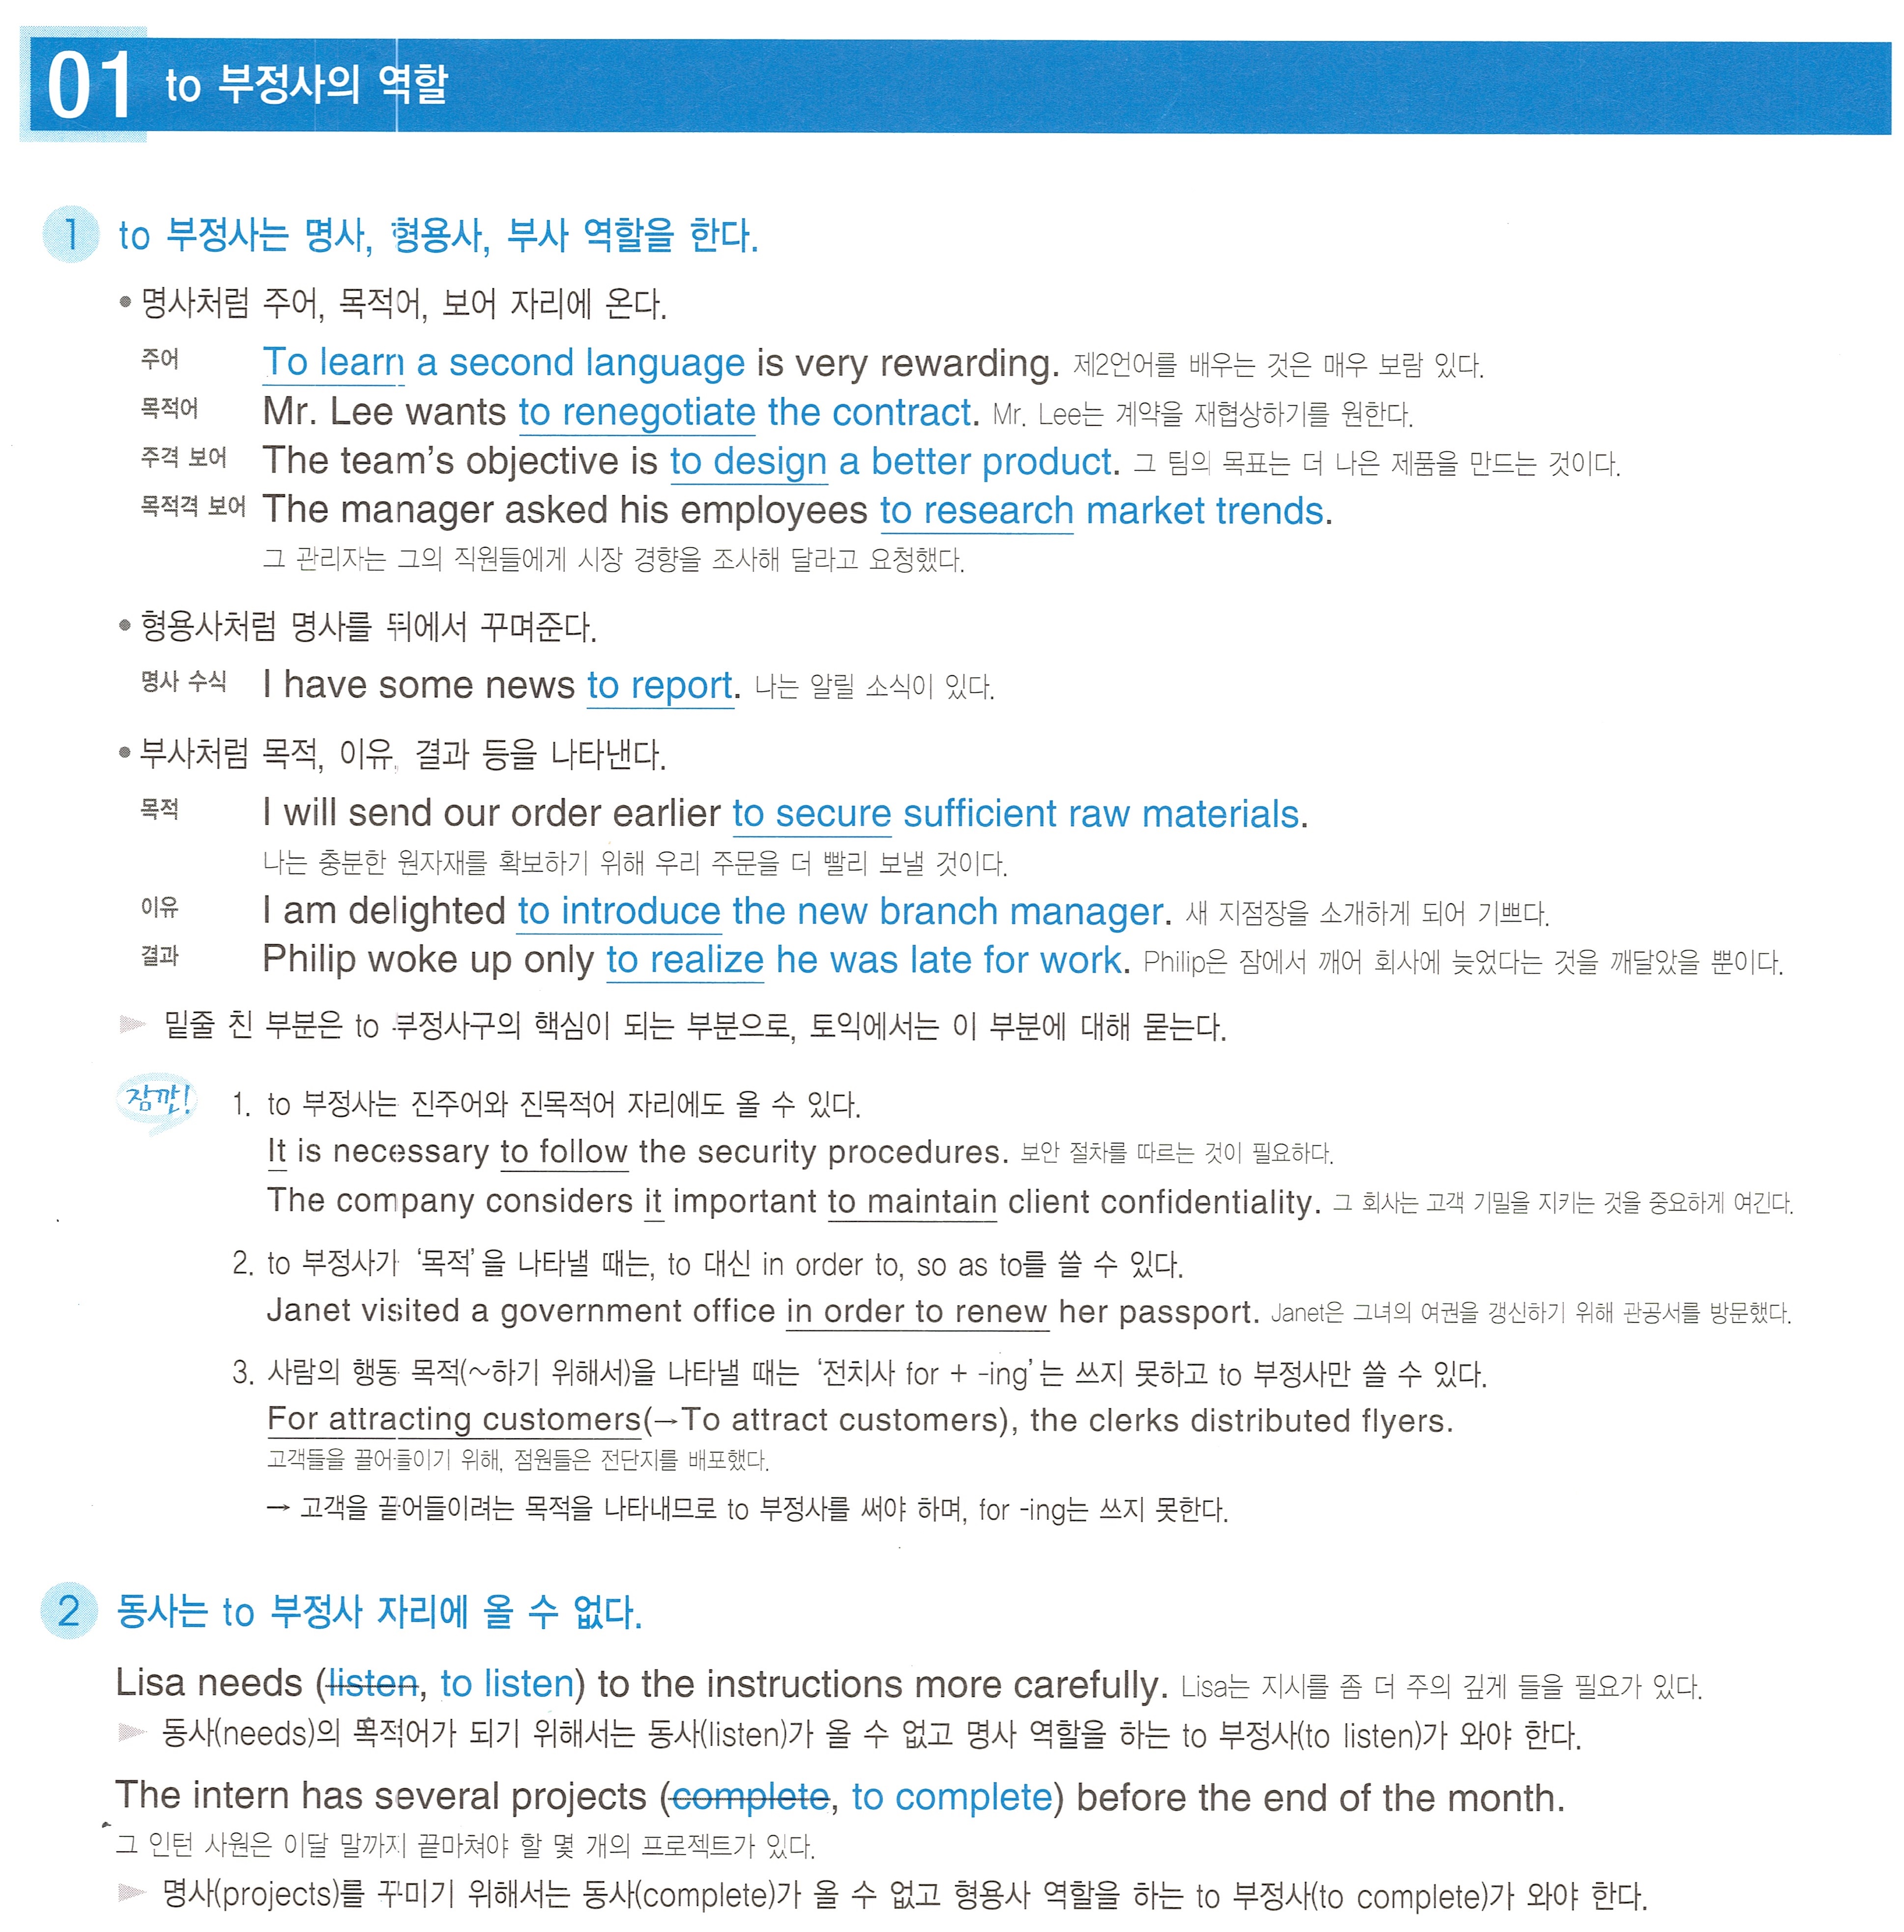 01 to 부정사의 역할
1 to 부정사는 명사, 형용사, 부사 역할을 한다.
• 명사처럼 주어, 목적어, 보어 자리에 온다.
주어 To learn a second language is very rewarding. 제2언어를 배우는 것은 매우 보람 있다.
목적어 Mr. Lee wants to renegotiate the contract. Mr. Lee는 계약을 재협상하기를 원한다.
주격 보어 The team's objective is to design a better product. 그 팀의 목표는 더 나은 제품을 만드는 것이다.
목적격 보어 The manager asked his employees to research market trends.
그 관리자는 그의 직원들에게 시장 경향을 조사해 달라고 요청했다.
• 형용사처럼 명사를 뒤에서 꾸며준다.
명사 수식 I have some news to report. 나는 알릴 소식이 있다.
• 부사처럼 목적, 이유, 결과 등을 나타낸다.
목적 I will send our order earlier to secure sufficient raw materials.
나는 충분한 원자재를 확보하기 위해 우리 주문을 더 빨리 보낼 것이다.
이유 I am delighted to introduce the new branch manager. 새 지점장을 소개하게 되어 기쁘다.
결과 Philip woke up only to realize he was late for work. Philip은 잠에서 깨어 회사에 늦었다는 것을 깨달았을 뿐이다.
▶ 밑줄 친 부분은 to 부정사구의 핵심이 되는 부분으로, 토익에서는 이 부분에 대해 묻는다.
잠깐! 1. to 부정사는 진주어와 진목적어 자리에도 올 수 있다.
It is necessary to follow the security procedures. 보안 절차를 따르는 것이 필요하다.
The company considers it important to maintain client confidentiality. 그 회사는 고객 기밀을 지키는 것을 중요하게 여긴다.
2. to 부정사가 '목적'을 나타낼 때는, to 대신 in order to, so as to를 쓸 수 있다.
Janet visited a government office in order to renew her passport. Janet은 그녀의 여권을 갱신하기 위해 관공서를 방문했다.
3. 사람의 행동 목적(~하기 위해서)을 나타낼 때는 '전치사 for + -ing'는 쓰지 못하고 to 부정사만 쓸 수 있다.
For attracting customers(→To attract customers), the clerks distributed flyers.
고객들을 끌어들이기 위해, 점원들은 전단지를 배포했다.
→ 고객을 끌어들이려는 목적을 나타내므로 to 부정사를 써야 하며, for -ing는 쓰지 못한다.
2 동사는 to 부정사 자리에 올 수 없다.
Lisa needs (listen, to listen) to the instructions more carefully. Lisa는 지시를 좀 더 주의 깊게 들을 필요가 있다.
▶ 동사(needs)의 목적어가 되기 위해서는 동사(listen)가 올 수 없고 명사 역할을 하는 to 부정사(to listen)가 와야 한다.
The intern has several projects (complete, to complete) before the end of the month.
그 인턴 사원은 이달 말까지 끝마쳐야 할 몇 개의 프로젝트가 있다.
▶ 명사(projects)를 꾸미기 위해서는 동사(complete)가 올 수 없고 형용사 역할을 하는 to 부정사(to complete)가 와야 한다.